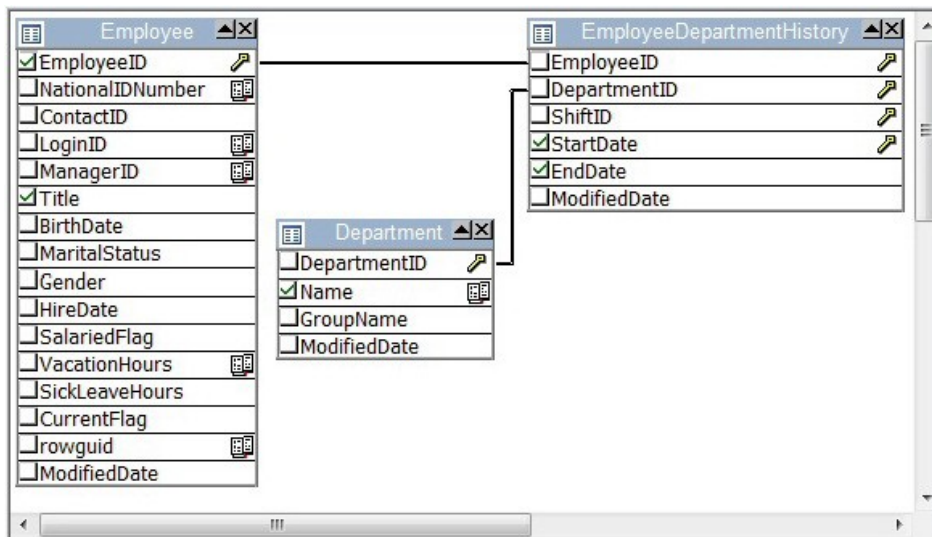 Employee
EmployeeID
NationalIDNumber
ContactID
LoginID
ManagerID
Title
BirthDate
MaritalStatus
Gender
HireDate
SalariedFlag
VacationHours
SickLeaveHours
CurrentFlag
rowguid
ModifiedDate
EmployeeDepartmentHistory
EmployeeID
DepartmentID
ShiftID
StartDate
EndDate
ModifiedDate
Department
DepartmentID
Name
GroupName
ModifiedDate